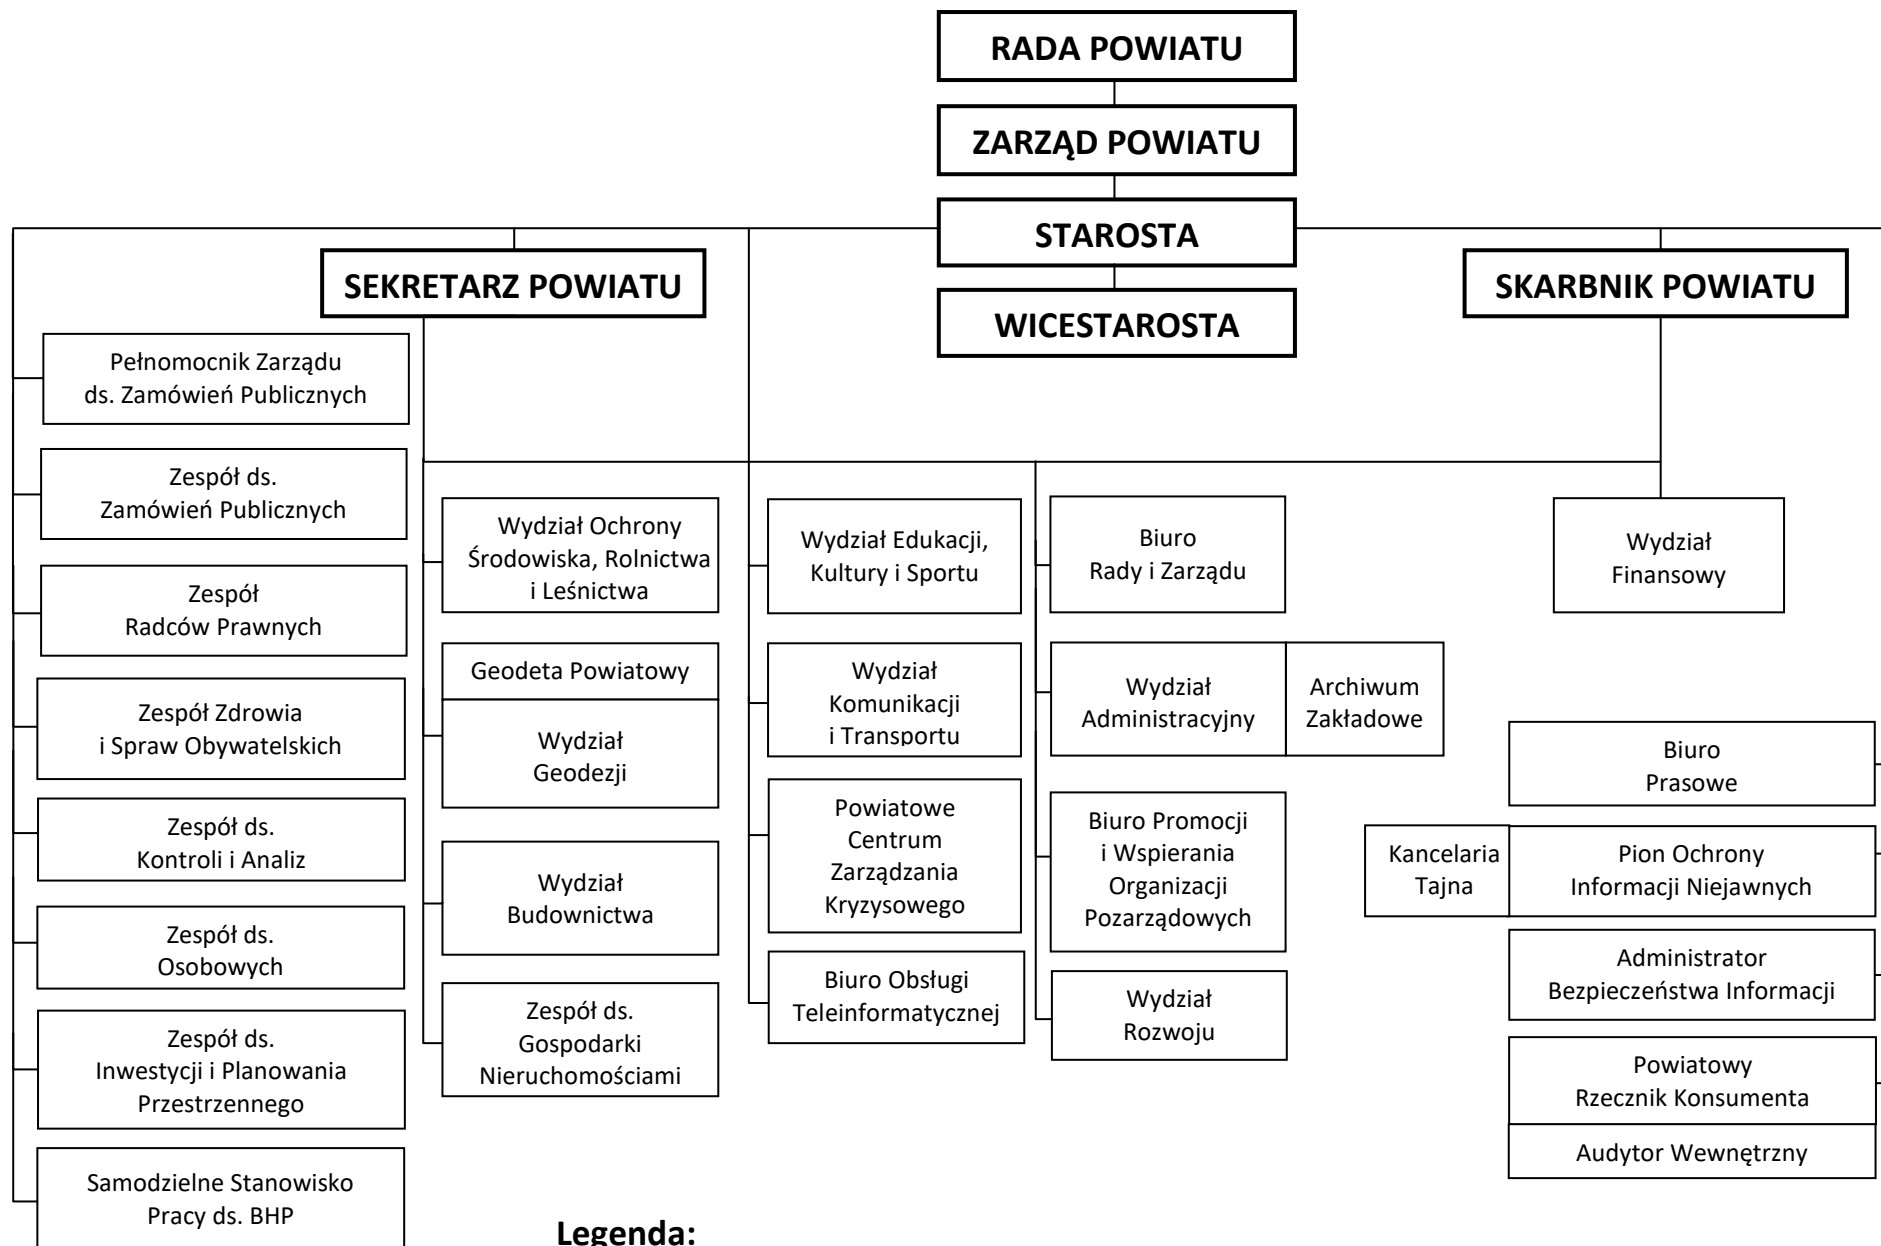 RADA POWIATU
ZARZĄD POWIATU
STAROSTA
WICESTAROSTA
SEKRETARZ POWIATU
SKARBNIK POWIATU
Pełnomocnik Zarządu
ds. Zamówień Publicznych
Zespół ds.
Zamówień Publicznych
Zespół
Radców Prawnych
Zespół Zdrowia
i Spraw Obywatelskich
Zespół ds.
Kontroli i Analiz
Zespół ds.
Osobowych
Zespół ds.
Inwestycji i Planowania
Przestrzennego
Samodzielne Stanowisko
Pracy ds. BHP
Wydział Ochrony
Środowiska, Rolnictwa
i Leśnictwa
Geodeta Powiatowy
Wydział
Geodezji
Wydział
Budownictwa
Zespół ds.
Gospodarki
Nieruchomościami
Wydział Edukacji,
Kultury i Sportu
Wydział
Komunikacji
i Transportu
Powiatowe
Centrum
Zarządzania
Kryzysowego
Biuro Obsługi
Teleinformatycznej
Biuro
Rady i Zarządu
Wydział
Administracyjny
Archiwum
Zakładowe
Biuro Promocji
i Wspierania
Organizacji
Pozarządowych
Wydział
Rozwoju
Wydział
Finansowy
Biuro
Prasowe
Kancelaria
Tajna
Pion Ochrony
Informacji Niejawnych
Administrator
Bezpieczeństwa Informacji
Powiatowy
Rzecznik Konsumenta
Audytor Wewnętrzny
Legenda: